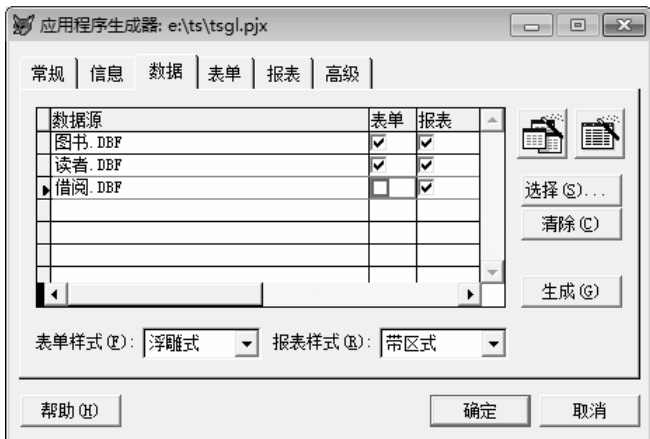 应用程序生成器: e:\ts\tsgl.pjx
常规 信息 数据 表单 报表 高级
数据源 表单 报表
图书.DBF
读者.DBF
借阅.DBF
选择(S)...
清除(C)
生成(G)
表单样式(F): 浮雕式 报表样式(R): 带区式
帮助(H) 确定 取消